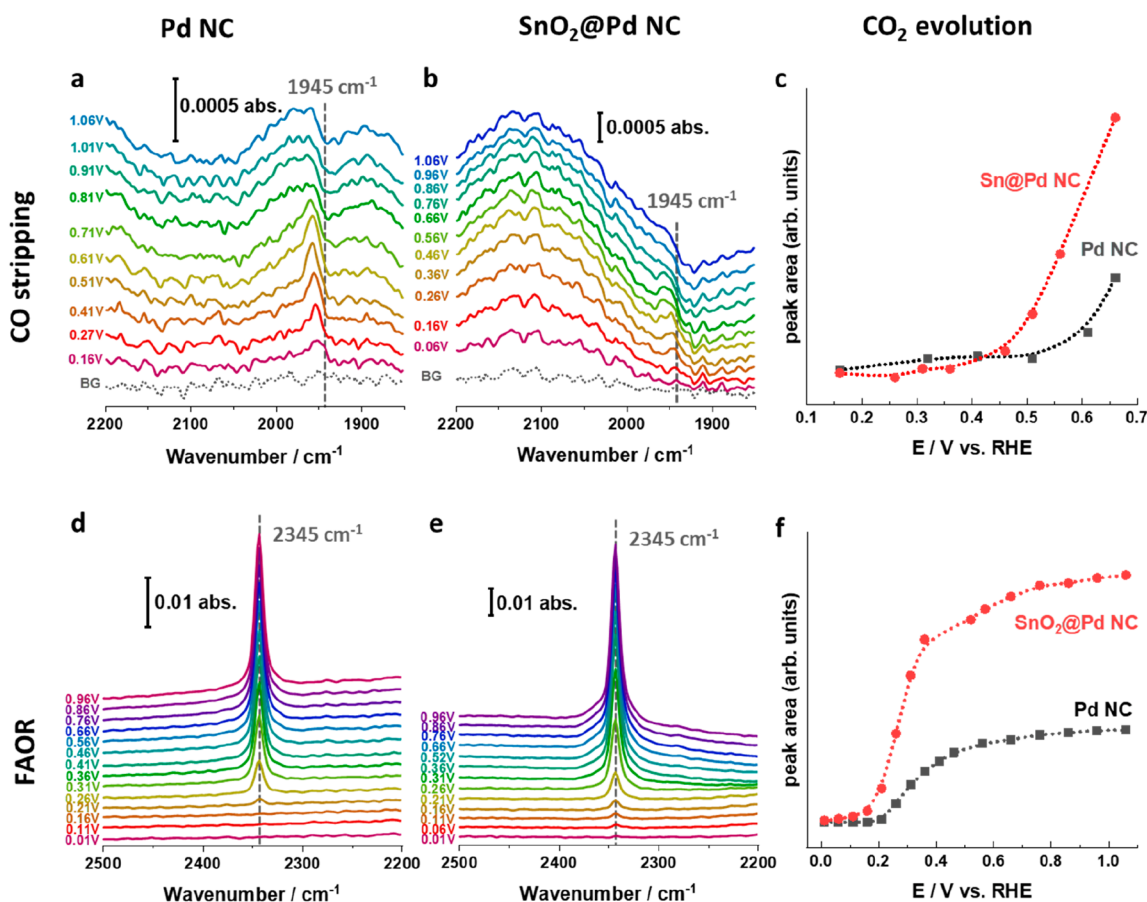 Pd NC
SnO₂@Pd NC
CO₂ evolution
CO stripping
a
0.0005 abs.
1945 cm⁻¹
1.06V
1.01V
0.91V
0.81V
0.71V
0.61V
0.51V
0.41V
0.27V
0.16V
BG
2200 2100 2000 1900
Wavenumber / cm⁻¹
b
0.0005 abs.
1945 cm⁻¹
1.06V
0.96V
0.86V
0.76V
0.66V
0.56V
0.46V
0.36V
0.26V
0.16V
0.06V
BG
2200 2100 2000 1900
Wavenumber / cm⁻¹
c
peak area (arb. units)
Sn@Pd NC
Pd NC
0.1 0.2 0.3 0.4 0.5 0.6 0.7
E / V vs. RHE
FAOR
d
2345 cm⁻¹
0.01 abs.
0.96V
0.86V
0.76V
0.66V
0.56V
0.46V
0.41V
0.36V
0.31V
0.26V
0.21V
0.16V
0.11V
0.01V
2500 2400 2300 2200
Wavenumber / cm⁻¹
e
2345 cm⁻¹
0.01 abs.
0.96V
0.86V
0.76V
0.66V
0.52V
0.36V
0.31V
0.26V
0.21V
0.16V
0.11V
0.06V
0.01V
2500 2400 2300 2200
Wavenumber / cm⁻¹
f
peak area (arb. units)
SnO₂@Pd NC
Pd NC
0.0 0.2 0.4 0.6 0.8 1.0
E / V vs. RHE